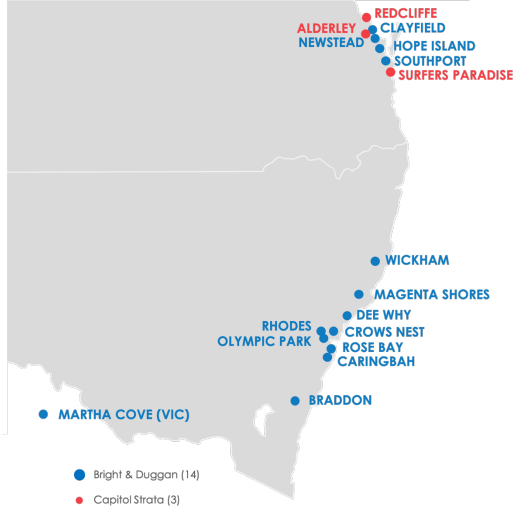 REDCLIFFE
ALDERLEY
CLAYFIELD
NEWSTEAD
HOPE ISLAND
SOUTHPORT
SURFERS PARADISE
WICKHAM
MAGENTA SHORES
DEE WHY
RHODES
CROWS NEST
OLYMPIC PARK
ROSE BAY
CARINGBAH
BRADDON
MARTHA COVE (VIC)
Bright & Duggan (14)
Capitol Strata (3)